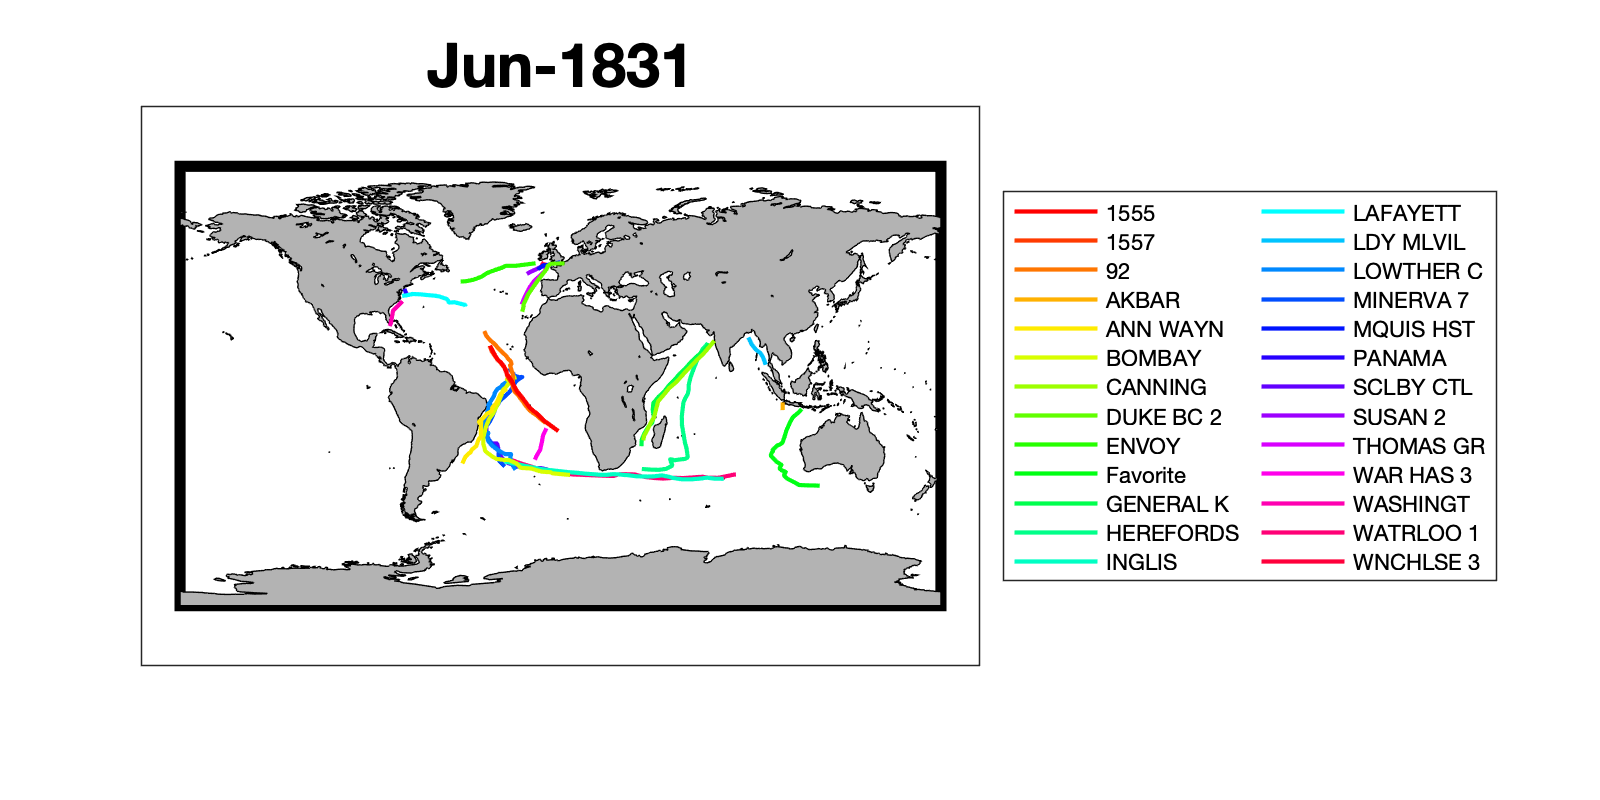 Jun-1831
1555
1557
92
AKBAR
ANN WAYN
BOMBAY
CANNING
DUKE BC 2
ENVOY
Favorite
GENERAL K
HEREFORDS
INGLIS
LAFAYETT
LDY MLVIL
LOWTHER C
MINERVA 7
MQUIS HST
PANAMA
SCLBY CTL
SUSAN 2
THOMAS GR
WAR HAS 3
WASHINGT
WATRLOO 1
WNCHLSE 3